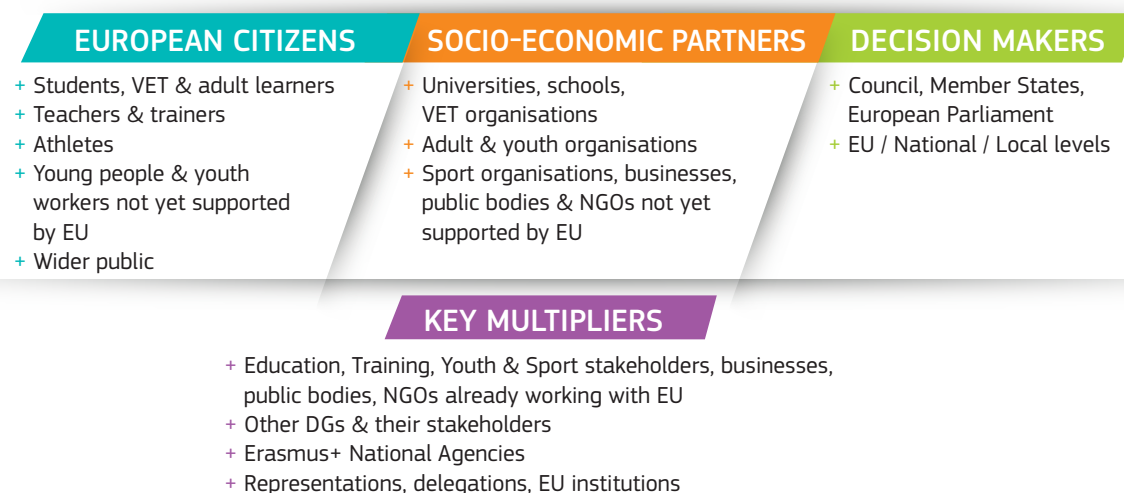 EUROPEAN CITIZENS
+ Students, VET & adult learners
+ Teachers & trainers
+ Athletes
+ Young people & youth
workers not yet supported
by EU
+ Wider public
SOCIO-ECONOMIC PARTNERS
+ Universities, schools,
VET organisations
+ Adult & youth organisations
+ Sport organisations, businesses,
public bodies & NGOs not yet
supported by EU
DECISION MAKERS
+ Council, Member States,
European Parliament
+ EU / National / Local levels
KEY MULTIPLIERS
+ Education, Training, Youth & Sport stakeholders, businesses,
public bodies, NGOs already working with EU
+ Other DGs & their stakeholders
+ Erasmus+ National Agencies
+ Representations, delegations, EU institutions